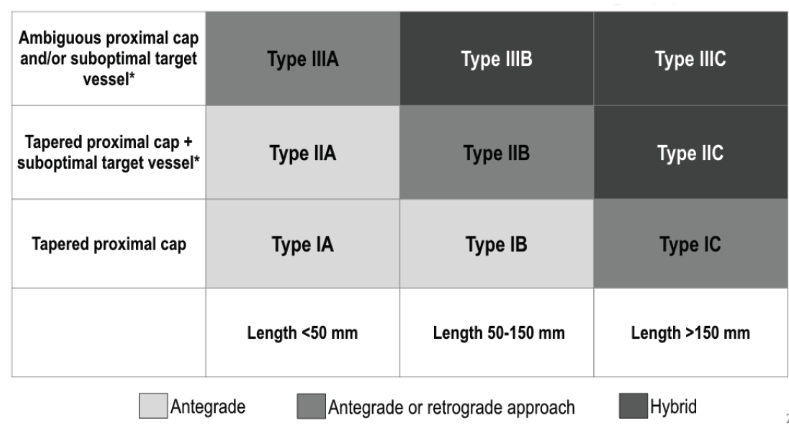 Ambiguous proximal cap
and/or suboptimal target
vessel*
Type IIIA
Type IIIB
Type IIIC
Tapered proximal cap +
suboptimal target vessel*
Type IIA
Type IIB
Type IIC
Tapered proximal cap
Type IA
Type IB
Type IC
Length <50 mm
Length 50-150 mm
Length >150 mm
Antegrade
Antegrade or retrograde approach
Hybrid